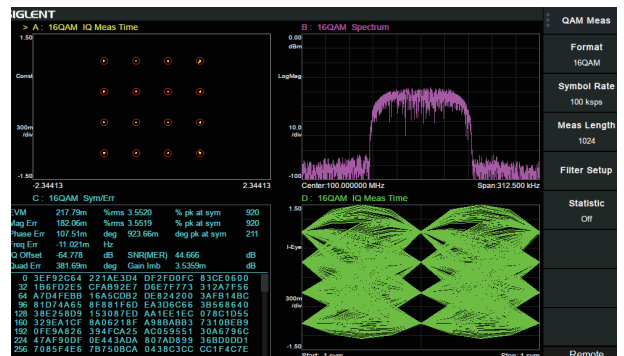 SIGLENT
> A : 16QAM IQ Meas Time
1.50
Const
300m
/div
-1.50
-2.34413
2.34413
B : 16QAM Spectrum
0.00
dBm
LogMag
10.0
/div
-100
Center:100.000000 MHz
Span:312.500 kHz
C : 16QAM Sym/Err
EVM 217.79m %rms 3.5520 % pk at sym 920
Mag Err 182.06m %rms 3.5519 % pk at sym 920
Phase Err 107.51m deg 923.66m deg pk at sym 211
Freq Err -11.021m Hz
IQ Offset -64.778 dB SNR(MER) 44.666 dB
Quad Err 381.69m deg Gain Imb 3.5359m dB
0 3EF92C64 221AE3D4 DF2FD0FC 83CE0600
32 1B6FD2E5 CFAB92E7 D6E7F773 312A7F56
64 A7D4FEBB 16A5CDB2 DE824200 3AFB14BC
96 81D74A65 8F881F6D EA3D6C66 3B568640
128 38E258D9 153087ED AA1EE1EC 078C1D55
160 329EA1CF 8A06218F A98BABB3 7310BEB9
192 0FE9A826 394FCA25 AC059551 30A6796C
224 47AF90DF 0E443ADA 807AD899 36BD0DD1
256 7085F4E6 7B750BCA 0438C3CC CC1F4C7E
D : 16QAM IQ Meas Time
1.50
I-Eye
300m
/div
-1.50
Start: 1 sym
Stop: 1 sym
QAM Meas
Format
16QAM
Symbol Rate
100 ksps
Meas Length
1024
Filter Setup
Statistic
Off
Remote